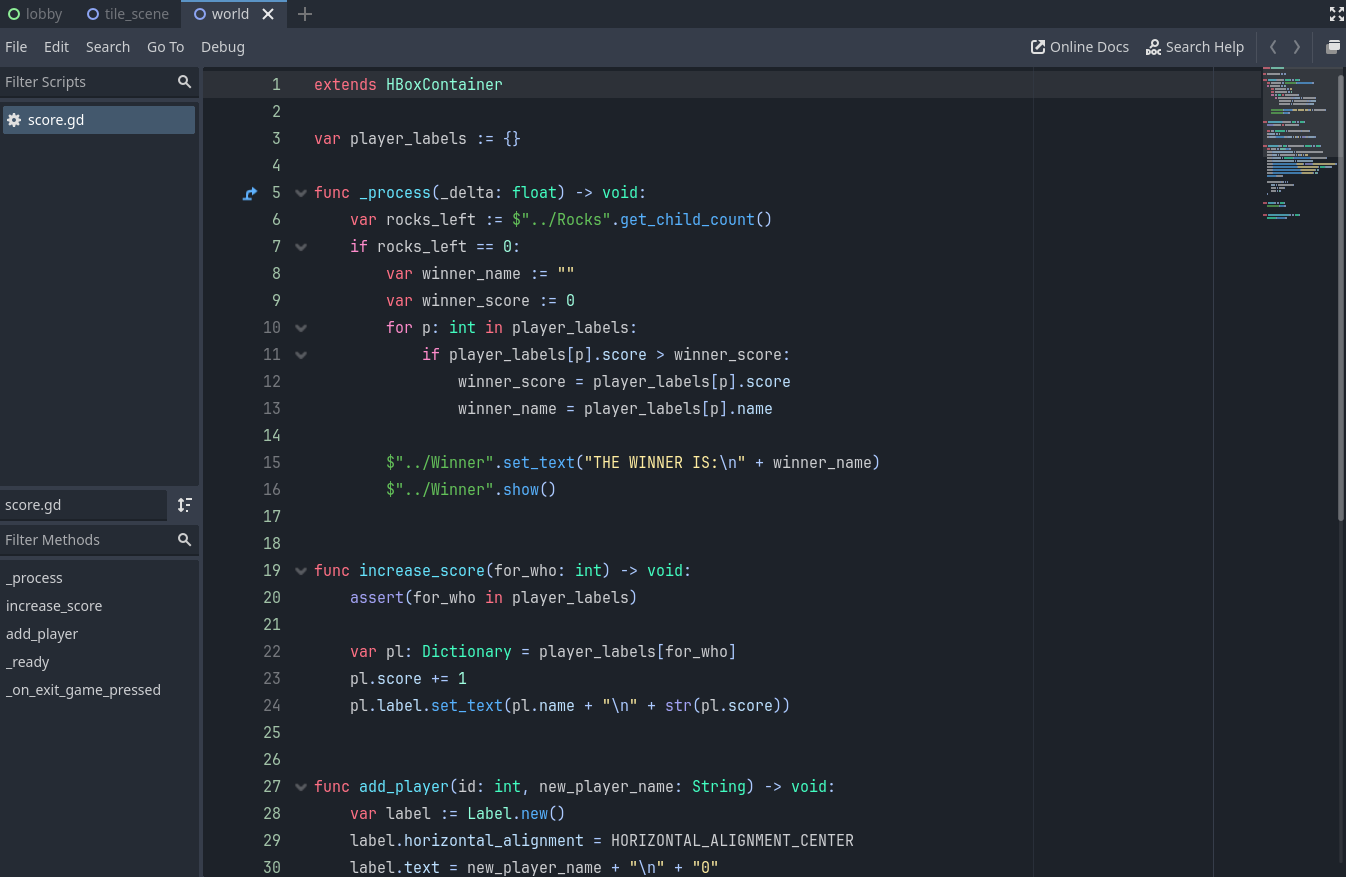 lobby tile_scene world
File Edit Search Go To Debug Online Docs Search Help
Filter Scripts
score.gd
score.gd
Filter Methods
_process
increase_score
add_player
_ready
_on_exit_game_pressed
1 extends HBoxContainer
2
3 var player_labels := {}
4
5 func _process(_delta: float) -> void:
6 var rocks_left := $"../Rocks".get_child_count()
7 if rocks_left == 0:
8 var winner_name := ""
9 var winner_score := 0
10 for p: int in player_labels:
11 if player_labels[p].score > winner_score:
12 winner_score = player_labels[p].score
13 winner_name = player_labels[p].name
14
15 $"../Winner".set_text("THE WINNER IS:\n" + winner_name)
16 $"../Winner".show()
17
18
19 func increase_score(for_who: int) -> void:
20 assert(for_who in player_labels)
21
22 var pl: Dictionary = player_labels[for_who]
23 pl.score += 1
24 pl.label.set_text(pl.name + "\n" + str(pl.score))
25
26
27 func add_player(id: int, new_player_name: String) -> void:
28 var label := Label.new()
29 label.horizontal_alignment = HORIZONTAL_ALIGNMENT_CENTER
30 label.text = new_player_name + "\n" + "0"